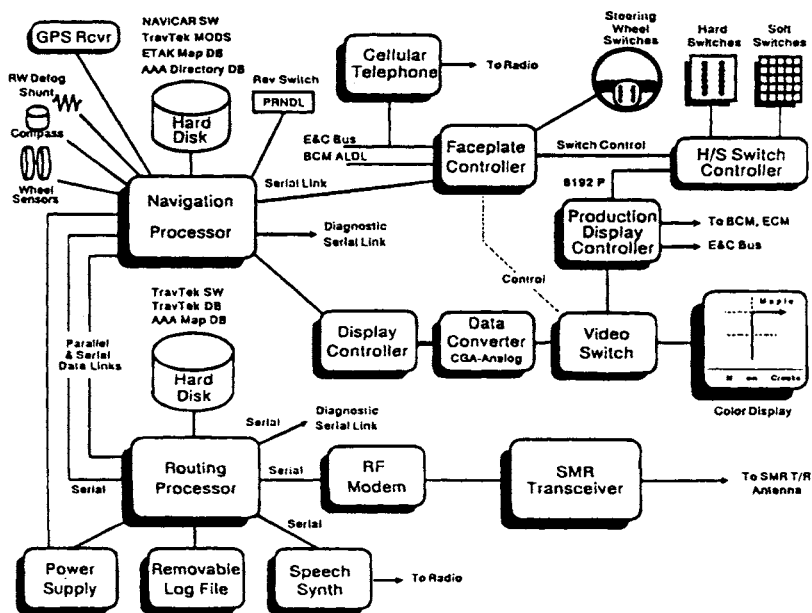 NAVICAR SW
TravTek MODS
ETAK Map DB
AAA Directory DB
GPS Rcvr
RW Defog
Shunt
Compass
Wheel
Sensors
Hard
Disk
Rev Switch
PRNDL
Cellular
Telephone
To Radio
Steering
Wheel
Switches
Hard
Switches
Soft
Switches
E&C Bus
BCM ALDL
Faceplate
Controller
Switch Control
H/S Switch
Controller
Serial Link
Navigation
Processor
Diagnostic
Serial Link
8192 P
Production
Display
Controller
To BCM, ECM
E&C Bus
Control
TravTek SW
TravTek DB
AAA Map DB
Parallel
& Serial
Data Links
Hard
Disk
Display
Controller
Data
Converter
CGA-Analog
Video
Switch
Maple
Color Display
Serial
Diagnostic
Serial Link
Routing
Processor
Serial
RF
Modem
SMR
Transceiver
To SMR T/R
Antenna
Serial
Serial
Power
Supply
Removable
Log File
Speech
Synth
To Radio